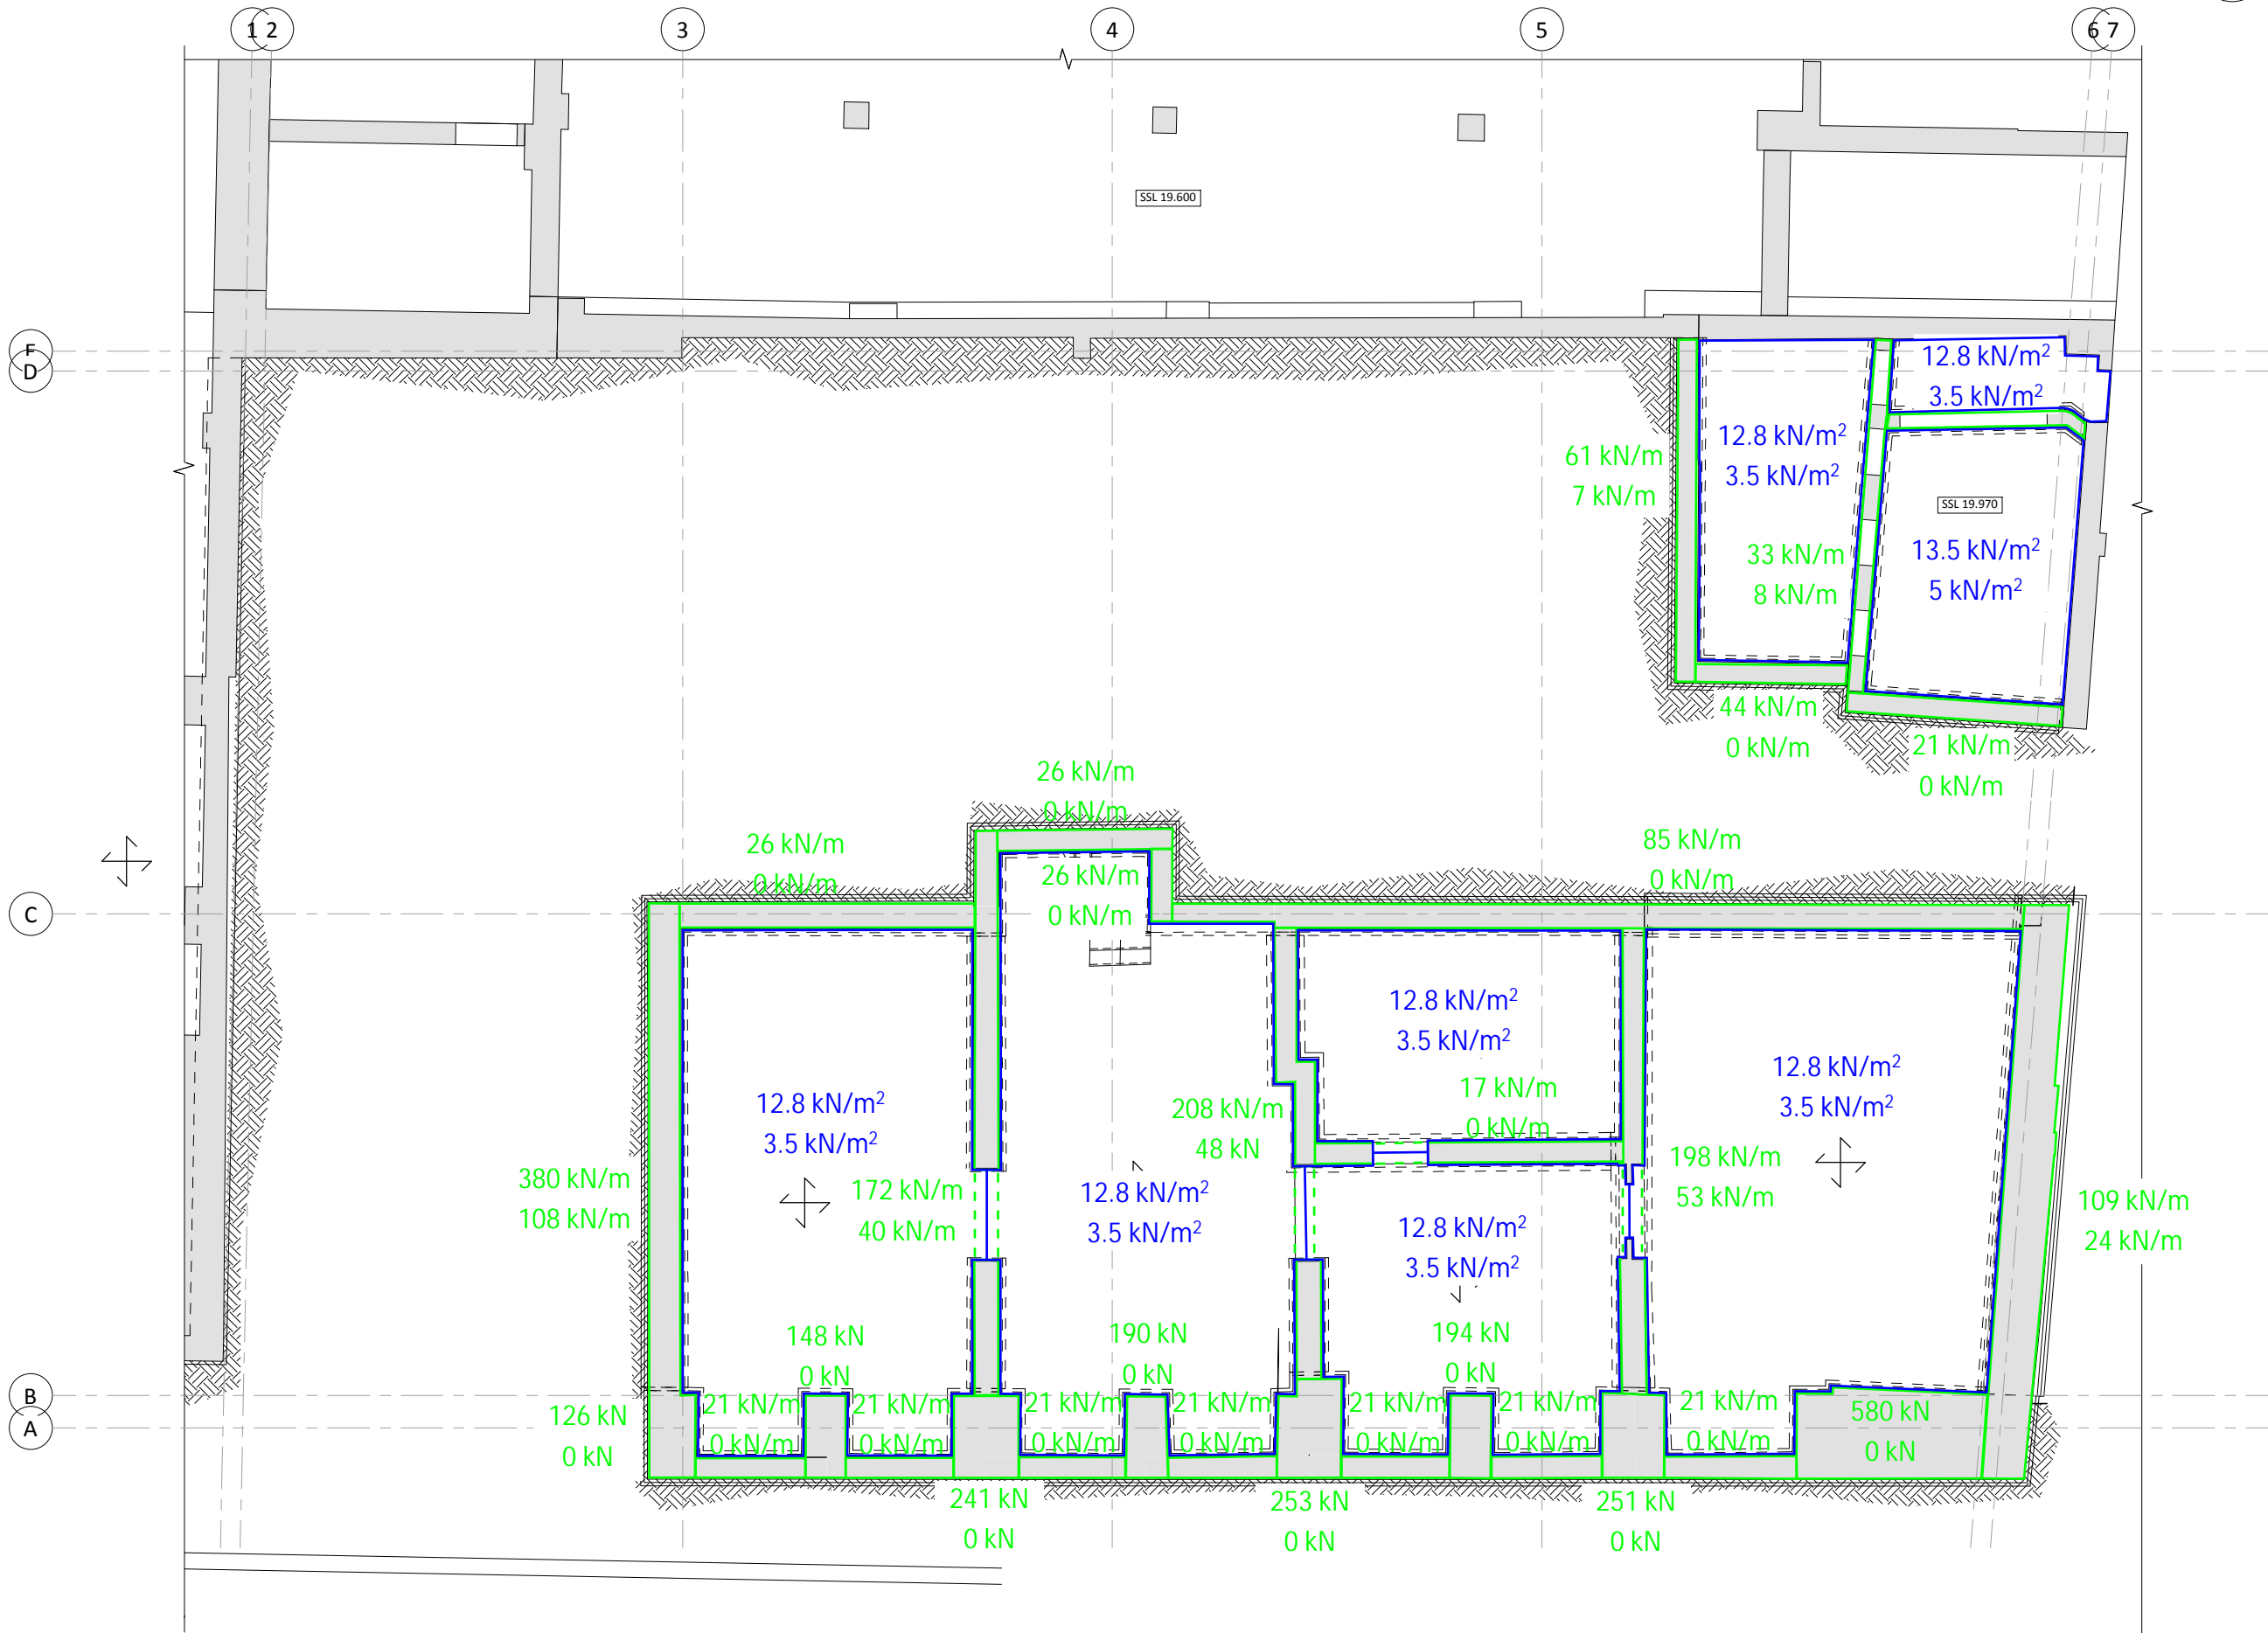 1 2
3
4
5
6 7
SSL 19.600
F
D
12.8 kN/m²
3.5 kN/m²
12.8 kN/m²
3.5 kN/m²
61 kN/m
7 kN/m
SSL 19.970
33 kN/m
8 kN/m
13.5 kN/m²
5 kN/m²
44 kN/m
0 kN/m
21 kN/m
0 kN/m
26 kN/m
0 kN/m
26 kN/m
0 kN/m
85 kN/m
0 kN/m
26 kN/m
0 kN/m
C
12.8 kN/m²
3.5 kN/m²
12.8 kN/m²
3.5 kN/m²
12.8 kN/m²
3.5 kN/m²
17 kN/m
0 kN/m
208 kN/m
48 kN
380 kN/m
108 kN/m
172 kN/m
40 kN/m
12.8 kN/m²
3.5 kN/m²
12.8 kN/m²
3.5 kN/m²
198 kN/m
53 kN/m
109 kN/m
24 kN/m
148 kN
0 kN
190 kN
0 kN
194 kN
0 kN
B
A
126 kN
0 kN
21 kN/m
0 kN/m
21 kN/m
0 kN/m
21 kN/m
0 kN/m
21 kN/m
0 kN/m
21 kN/m
0 kN/m
21 kN/m
0 kN/m
21 kN/m
0 kN/m
580 kN
0 kN
241 kN
0 kN
253 kN
0 kN
251 kN
0 kN